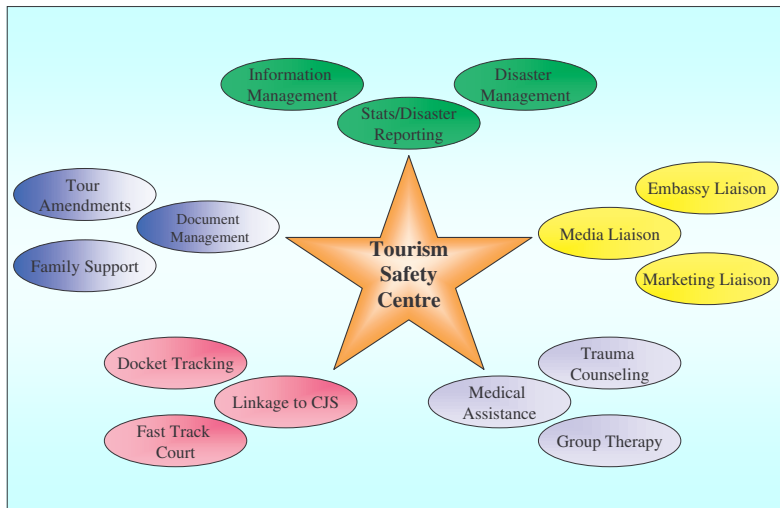 Information
Management
Disaster
Management
Stats/Disaster
Reporting
Tour
Amendments
Document
Management
Family Support
Embassy Liaison
Media Liaison
Marketing Liaison
Tourism
Safety
Centre
Docket Tracking
Linkage to CJS
Fast Track
Court
Trauma
Counseling
Medical
Assistance
Group Therapy